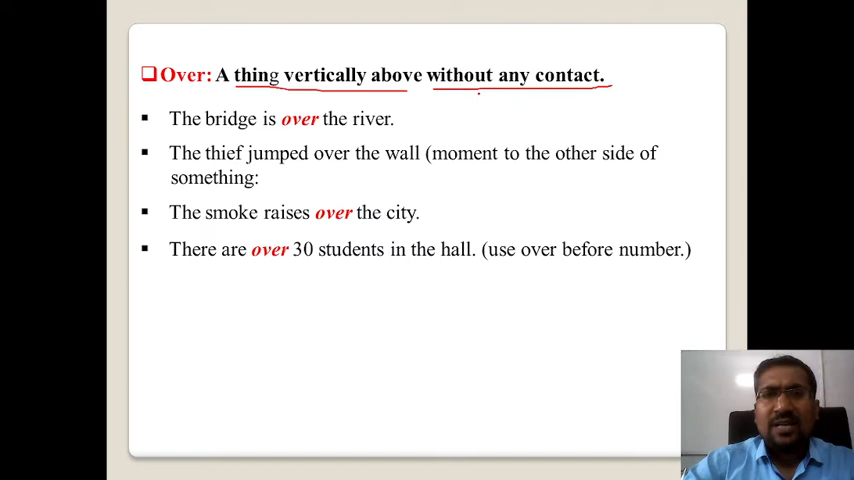 ❑Over: A thing vertically above without any contact.
▪ The bridge is over the river.
▪ The thief jumped over the wall (moment to the other side of
something:
▪ The smoke raises over the city.
▪ There are over 30 students in the hall. (use over before number.)